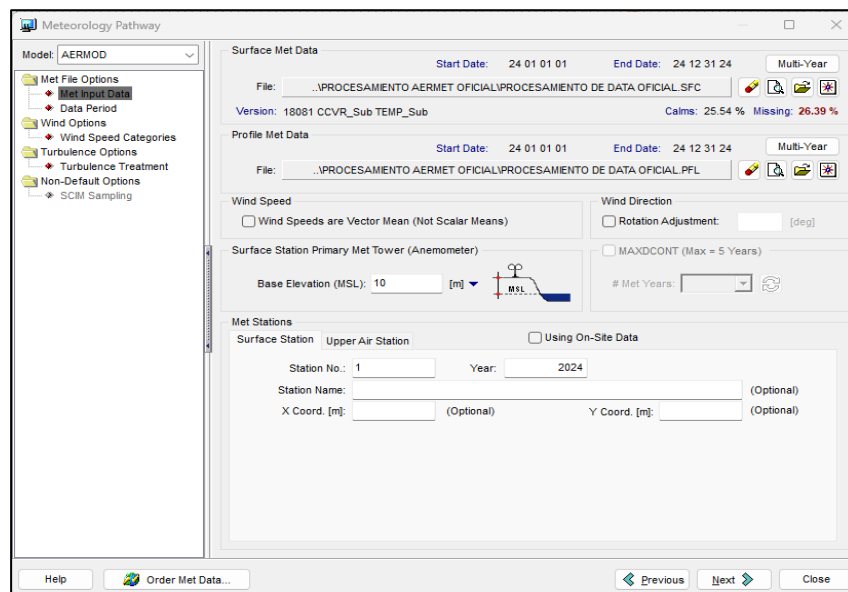 Meteorology Pathway
Model: AERMOD
Met File Options
Met Input Data
Data Period
Wind Options
Wind Speed Categories
Turbulence Options
Turbulence Treatment
Non-Default Options
SCIM Sampling
Surface Met Data
Start Date: 24 01 01 01 End Date: 24 12 31 24 Multi-Year
File: ..\PROCESAMIENTO AERMET OFICIAL\PROCESAMIENTO DE DATA OFICIAL.SFC
Version: 18081 CCVR_Sub TEMP_Sub Calms: 25.54 % Missing: 26.39 %
Profile Met Data
Start Date: 24 01 01 01 End Date: 24 12 31 24 Multi-Year
File: ..\PROCESAMIENTO AERMET OFICIAL\PROCESAMIENTO DE DATA OFICIAL.PFL
Wind Speed
Wind Speeds are Vector Mean (Not Scalar Means)
Wind Direction
Rotation Adjustment: [deg]
Surface Station Primary Met Tower (Anemometer)
Base Elevation (MSL): 10 [m] MSL
MAXDCONT (Max = 5 Years)
# Met Years:
Met Stations
Surface Station Upper Air Station Using On-Site Data
Station No.: 1 Year: 2024
Station Name: (Optional)
X Coord. [m]: (Optional) Y Coord. [m]: (Optional)
Help Order Met Data... Previous Next Close